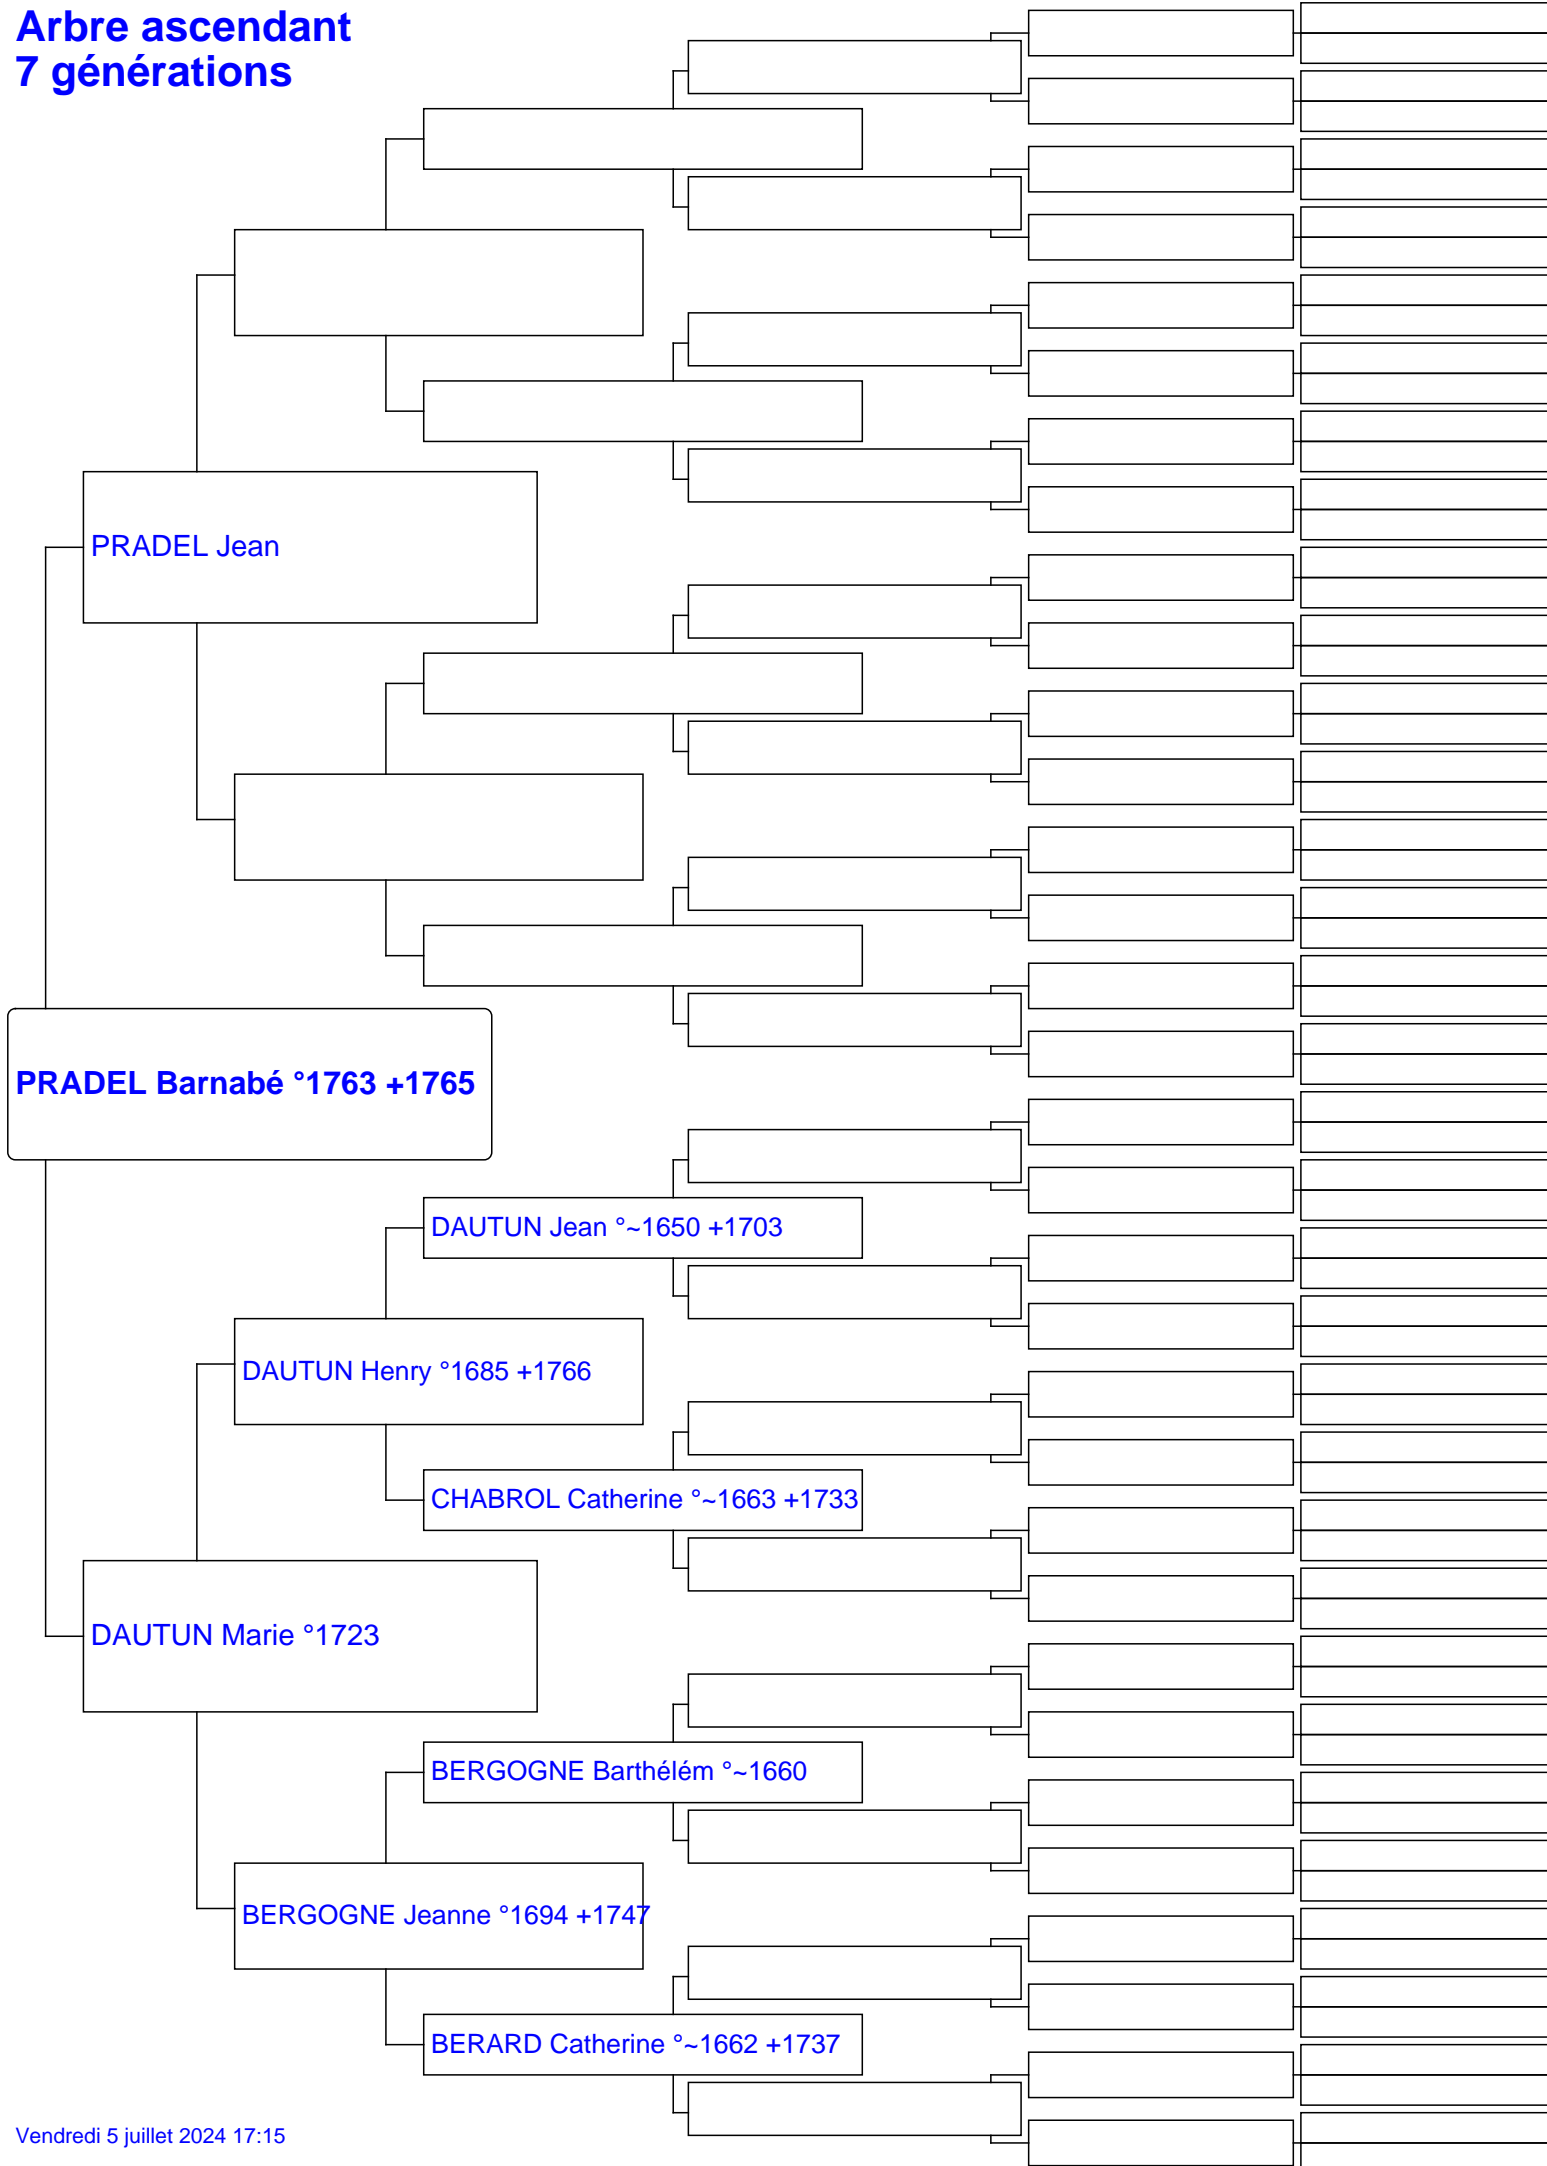 Arbre ascendant
7 générations
PRADEL Jean
PRADEL Barnabé °1763 +1765
DAUTUN Jean °~1650 +1703
DAUTUN Henry °1685 +1766
CHABROL Catherine °~1663 +1733
DAUTUN Marie °1723
BERGOGNE Barthélém °~1660
BERGOGNE Jeanne °1694 +1747
BERARD Catherine °~1662 +1737
Vendredi 5 juillet 2024 17:15